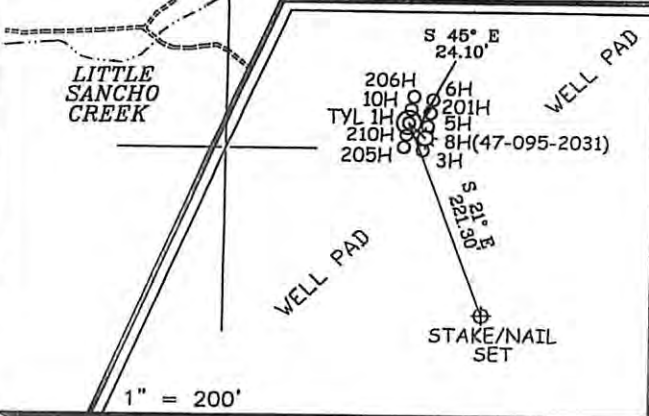 S 45° E
24.10'
WELL PAD
LITTLE
SANCHO
CREEK
206H
6H
10H
201H
TYL 1H
5H
210H
8H(47-095-2031)
205H
3H
S 21° E
221.30'
WELL PAD
STAKE/NAIL
SET
1" = 200'